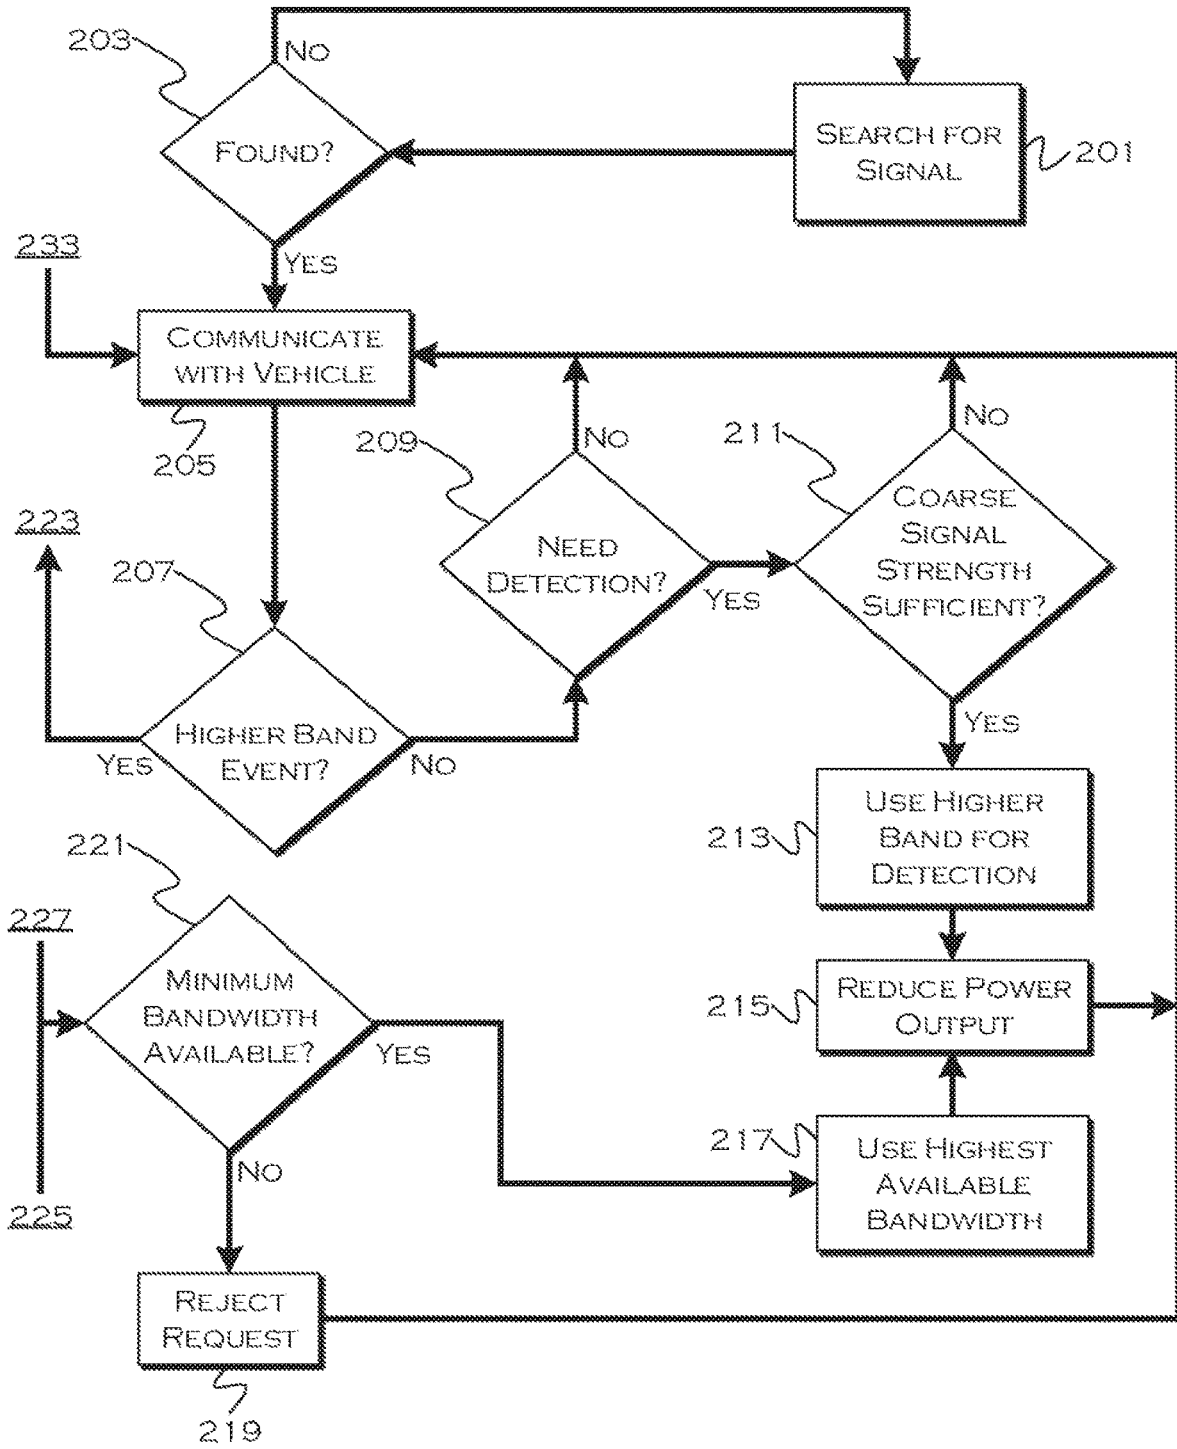 203
NO
FOUND?
SEARCH FOR
SIGNAL
201
YES
233
COMMUNICATE
WITH VEHICLE
205
209
NO
211
NO
COARSE
SIGNAL
STRENGTH
SUFFICIENT?
223
207
NEED
DETECTION?
YES
YES
HIGHER BAND
EVENT?
YES
NO
213
USE HIGHER
BAND FOR
DETECTION
221
227
MINIMUM
BANDWIDTH
AVAILABLE?
YES
215
REDUCE POWER
OUTPUT
NO
217
USE HIGHEST
AVAILABLE
BANDWIDTH
225
REJECT
REQUEST
219